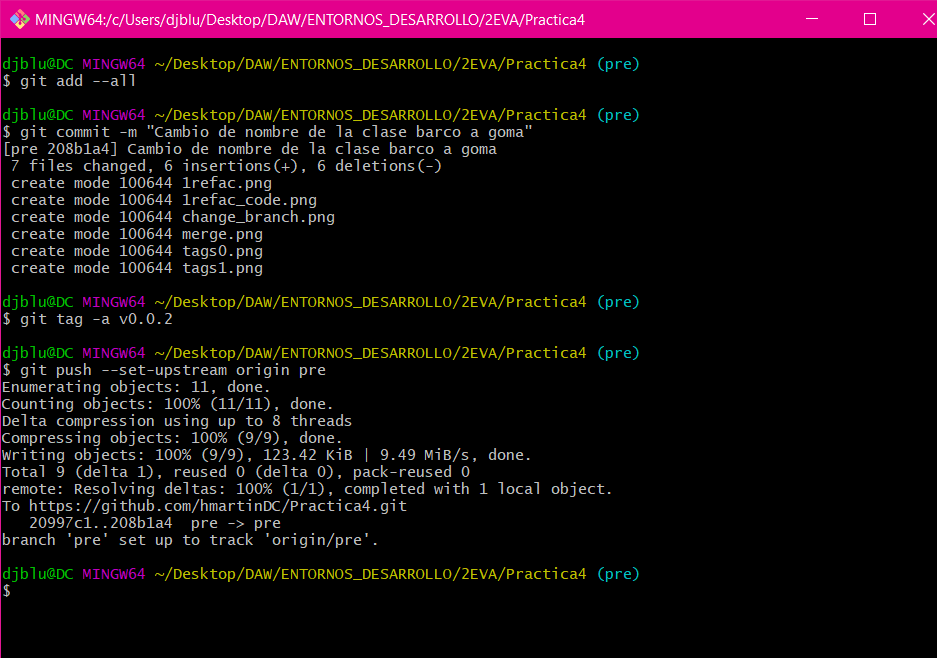 MINGW64:/c/Users/djblu/Desktop/DAW/ENTORNOS_DESARROLLO/2EVA/Practica4
djblu@DC MINGW64 ~/Desktop/DAW/ENTORNOS_DESARROLLO/2EVA/Practica4 (pre)
$ git add --all
djblu@DC MINGW64 ~/Desktop/DAW/ENTORNOS_DESARROLLO/2EVA/Practica4 (pre)
$ git commit -m "Cambio de nombre de la clase barco a goma"
[pre 208b1a4] Cambio de nombre de la clase barco a goma
 7 files changed, 6 insertions(+), 6 deletions(-)
 create mode 100644 1refac.png
 create mode 100644 1refac_code.png
 create mode 100644 change_branch.png
 create mode 100644 merge.png
 create mode 100644 tags0.png
 create mode 100644 tags1.png
djblu@DC MINGW64 ~/Desktop/DAW/ENTORNOS_DESARROLLO/2EVA/Practica4 (pre)
$ git tag -a v0.0.2
djblu@DC MINGW64 ~/Desktop/DAW/ENTORNOS_DESARROLLO/2EVA/Practica4 (pre)
$ git push --set-upstream origin pre
Enumerating objects: 11, done.
Counting objects: 100% (11/11), done.
Delta compression using up to 8 threads
Compressing objects: 100% (9/9), done.
Writing objects: 100% (9/9), 123.42 KiB | 9.49 MiB/s, done.
Total 9 (delta 1), reused 0 (delta 0), pack-reused 0
remote: Resolving deltas: 100% (1/1), completed with 1 local object.
To https://github.com/hmartinDC/Practica4.git
   20997c1..208b1a4  pre -> pre
branch 'pre' set up to track 'origin/pre'.
djblu@DC MINGW64 ~/Desktop/DAW/ENTORNOS_DESARROLLO/2EVA/Practica4 (pre)
$